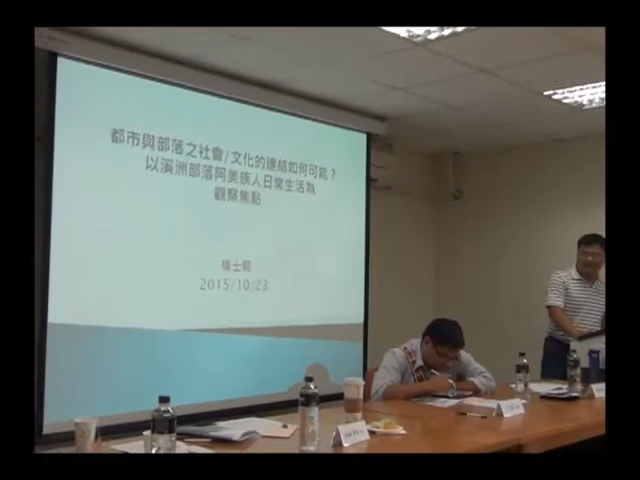 都市與部落之社會/文化的連結如何可能？
以溪洲部落阿美族人日常生活為
觀察焦點
楊士範
2015/10/23